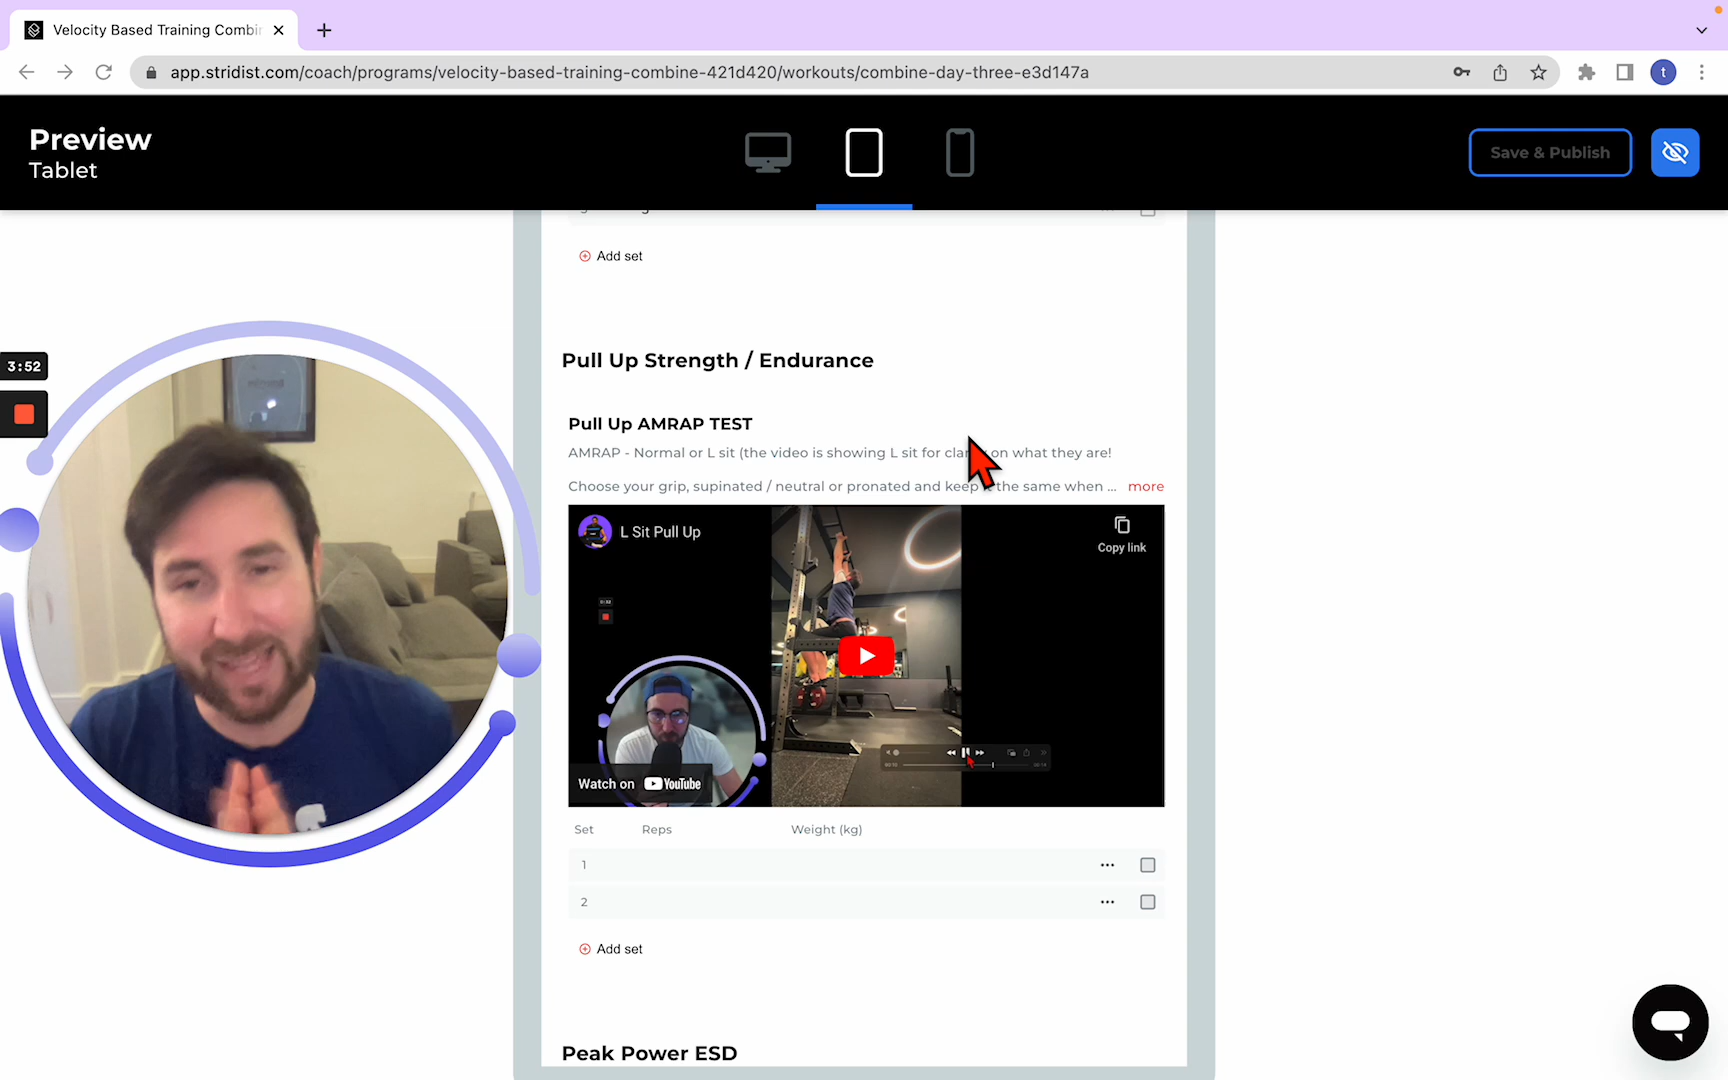 Velocity Based Training Combi
app.stridist.com/coach/programs/velocity-based-training-combine-421d420/workouts/combine-day-three-e3d147a
t
Preview
Tablet
Save & Publish
Add set
3:52
Pull Up Strength / Endurance
Pull Up AMRAP TEST
AMRAP - Normal or L sit (the video is showing L sit for cla on what they are!
Choose your grip, supinated / neutral or pronated and keep the same when ... more
L Sit Pull Up
Copy link
Watch on YouTube
Set Reps Weight (kg)
1
2
Add set
Peak Power ESD